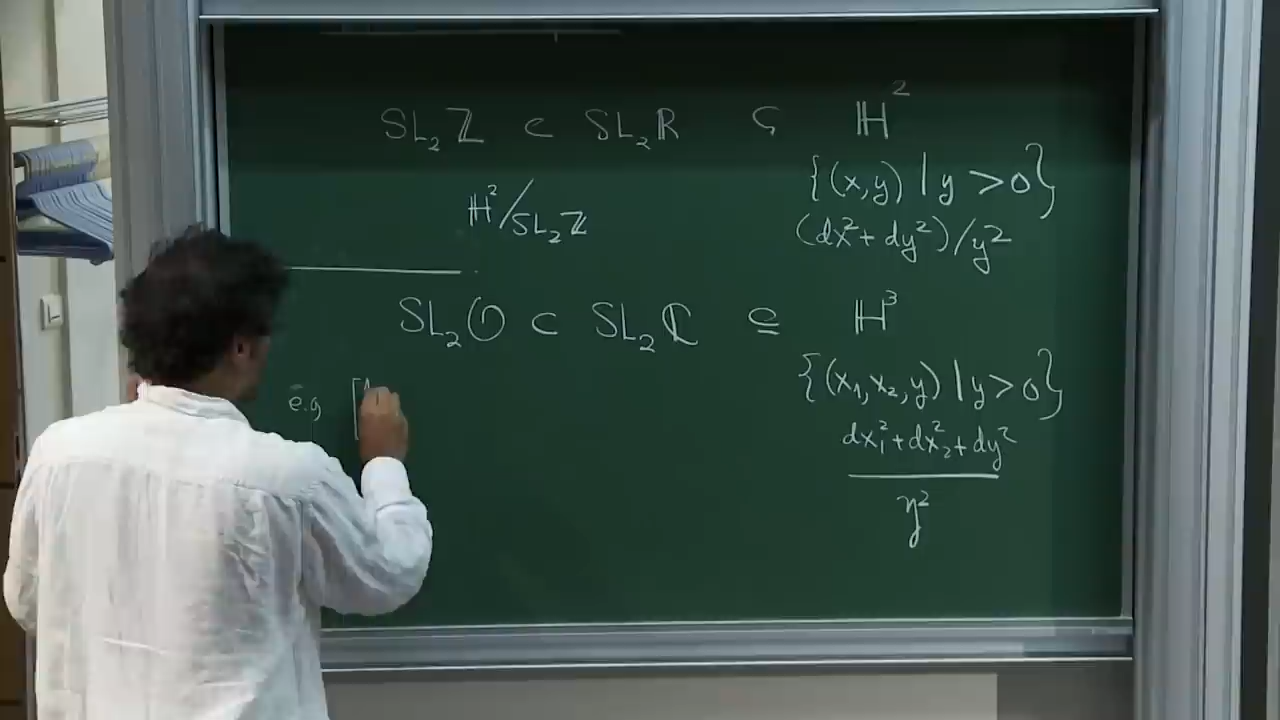 SL₂ℤ ⊂ SL₂ℝ ↺ ℍ²
{(x,y) | y > 0}
ℍ²/SL₂ℤ
(dx²+dy²)/y²
SL₂O ⊂ SL₂ℂ ↺ ℍ³
{(x₁,x₂,y) | y > 0}
e.g [1
dx₁²+dx₂²+dy²
y²